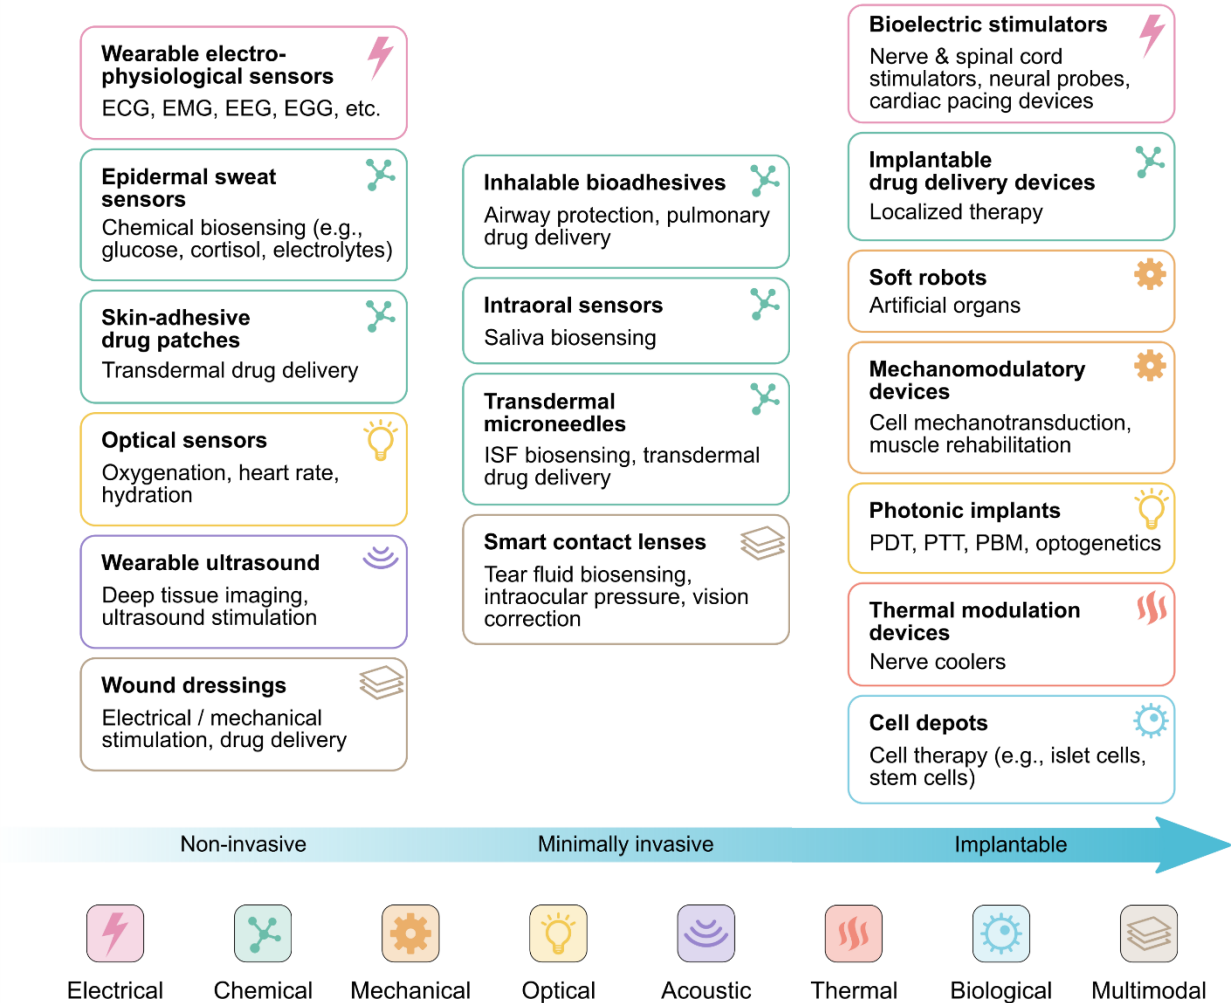 Wearable electro-
physiological sensors
ECG, EMG, EEG, EGG, etc.
Epidermal sweat
sensors
Chemical biosensing (e.g.,
glucose, cortisol, electrolytes)
Skin-adhesive
drug patches
Transdermal drug delivery
Optical sensors
Oxygenation, heart rate,
hydration
Wearable ultrasound
Deep tissue imaging,
ultrasound stimulation
Wound dressings
Electrical / mechanical
stimulation, drug delivery
Inhalable bioadhesives
Airway protection, pulmonary
drug delivery
Intraoral sensors
Saliva biosensing
Transdermal
microneedles
ISF biosensing, transdermal
drug delivery
Smart contact lenses
Tear fluid biosensing,
intraocular pressure, vision
correction
Bioelectric stimulators
Nerve & spinal cord
stimulators, neural probes,
cardiac pacing devices
Implantable
drug delivery devices
Localized therapy
Soft robots
Artificial organs
Mechanomodulatory
devices
Cell mechanotransduction,
muscle rehabilitation
Photonic implants
PDT, PTT, PBM, optogenetics
Thermal modulation
devices
Nerve coolers
Cell depots
Cell therapy (e.g., islet cells,
stem cells)
Non-invasive
Minimally invasive
Implantable
Electrical
Chemical
Mechanical
Optical
Acoustic
Thermal
Biological
Multimodal